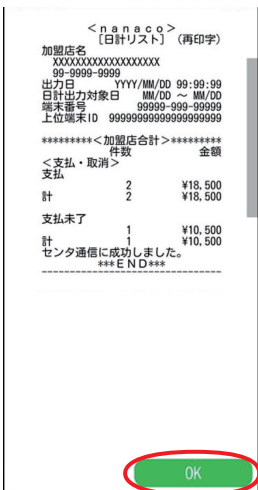 <nanaco>
[日計リスト] (再印字)
加盟店名
XXXXXXXXXXXXXXXXXXX
99-9999-9999
出力日 YYYY/MM/DD 99:99:99
日計出力対象日 MM/DD ~ MM/DD
端末番号 99999-999-99999
上位端末ID 99999999999999999999
*********<加盟店合計>*********
件数 金額
<支払・取消>
支払
2 ¥18,500
計 2 ¥18,500
支払未了
1 ¥10,500
計 1 ¥10,500
センタ通信に成功しました。
***END***
OK